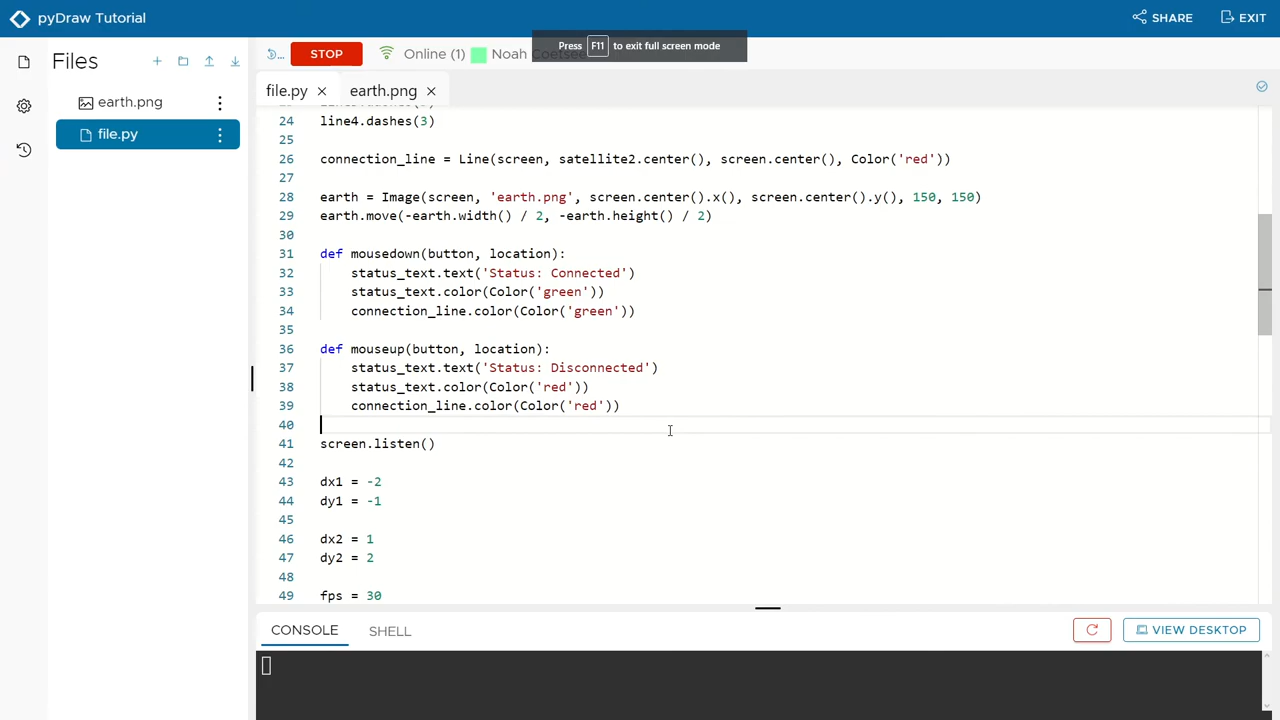 pyDraw Tutorial
SHARE
EXIT
Files
STOP
Online (1)
Noah
Press F11 to exit full screen mode
file.py
earth.png
earth.png
file.py
24 line4.dashes(3)
25
26 connection_line = Line(screen, satellite2.center(), screen.center(), Color('red'))
27
28 earth = Image(screen, 'earth.png', screen.center().x(), screen.center().y(), 150, 150)
29 earth.move(-earth.width() / 2, -earth.height() / 2)
30
31 def mousedown(button, location):
32 status_text.text('Status: Connected')
33 status_text.color(Color('green'))
34 connection_line.color(Color('green'))
35
36 def mouseup(button, location):
37 status_text.text('Status: Disconnected')
38 status_text.color(Color('red'))
39 connection_line.color(Color('red'))
40
41 screen.listen()
42
43 dx1 = -2
44 dy1 = -1
45
46 dx2 = 1
47 dy2 = 2
48
49 fps = 30
CONSOLE
SHELL
VIEW DESKTOP